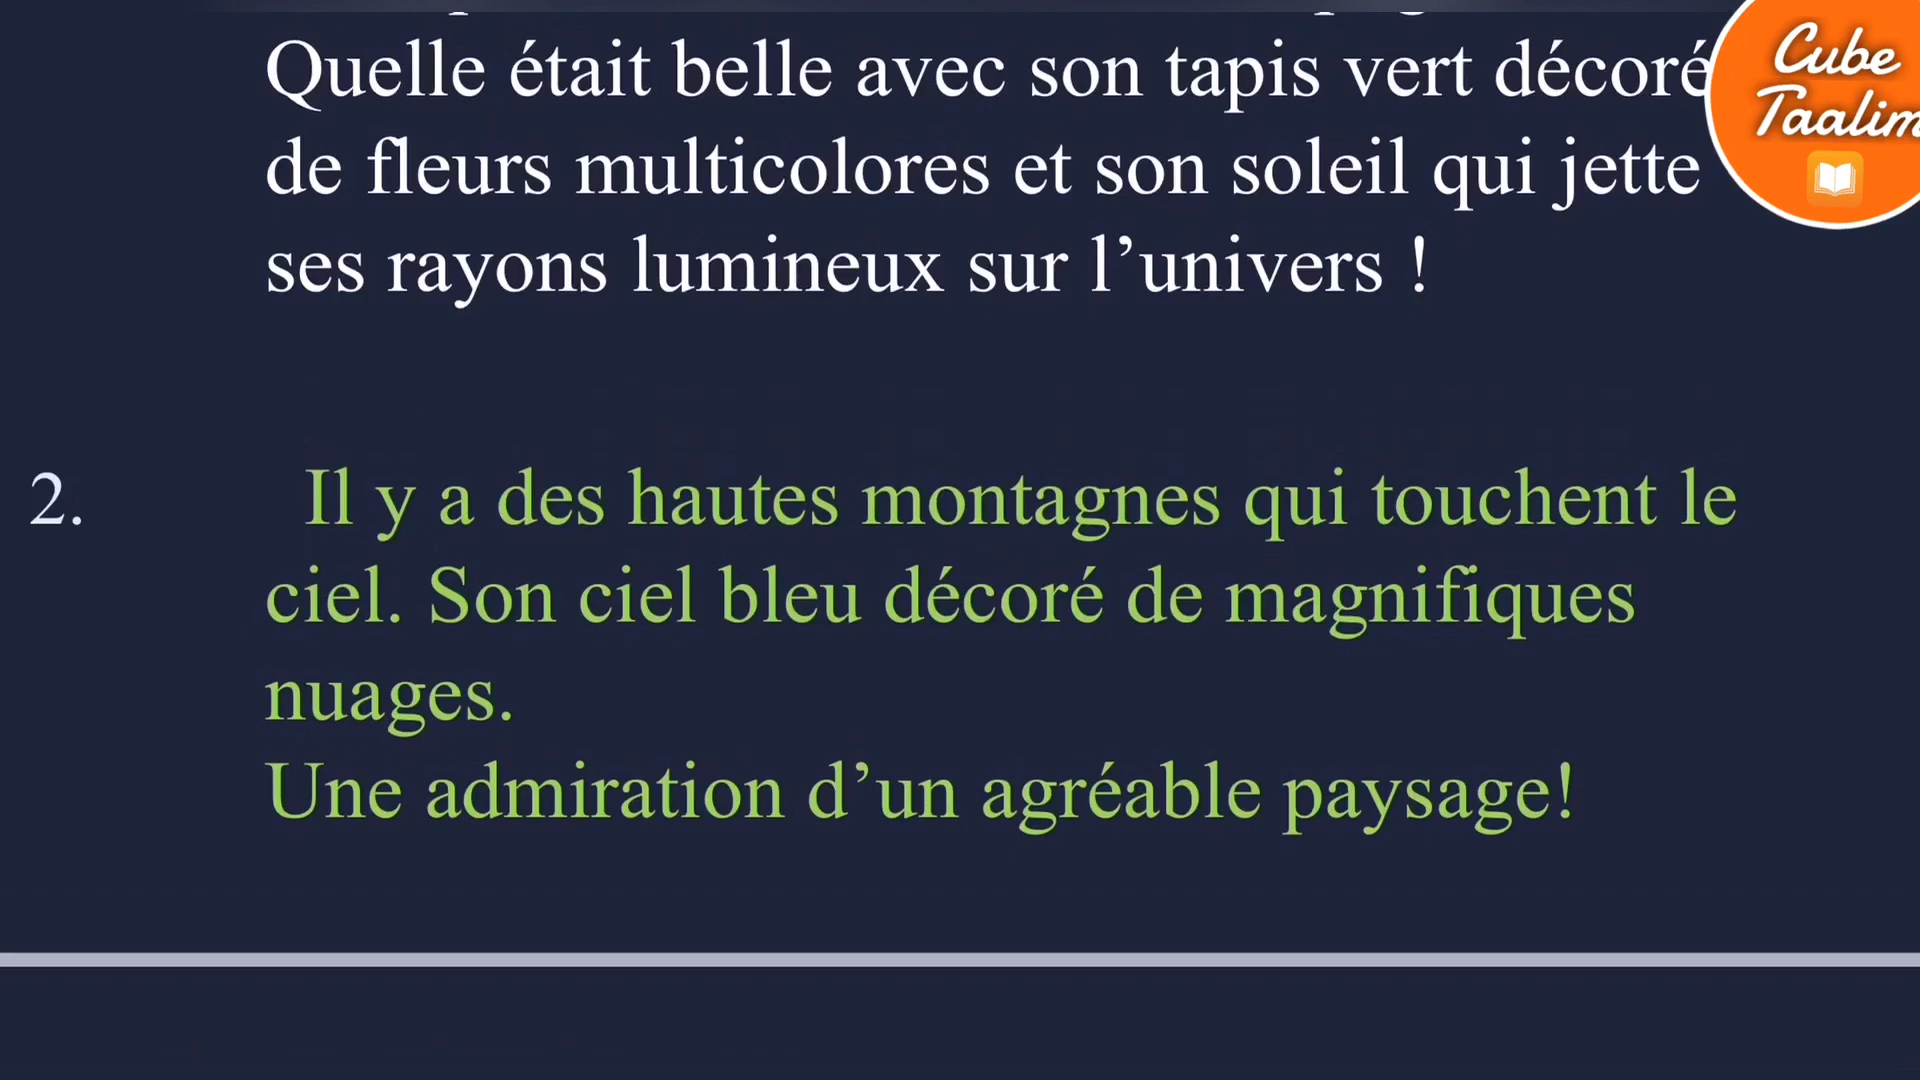 Quelle était belle avec son tapis vert décoré
de fleurs multicolores et son soleil qui jette
ses rayons lumineux sur l’univers !
2. Il y a des hautes montagnes qui touchent le
ciel. Son ciel bleu décoré de magnifiques
nuages.
Une admiration d’un agréable paysage!
Cube
Taalim